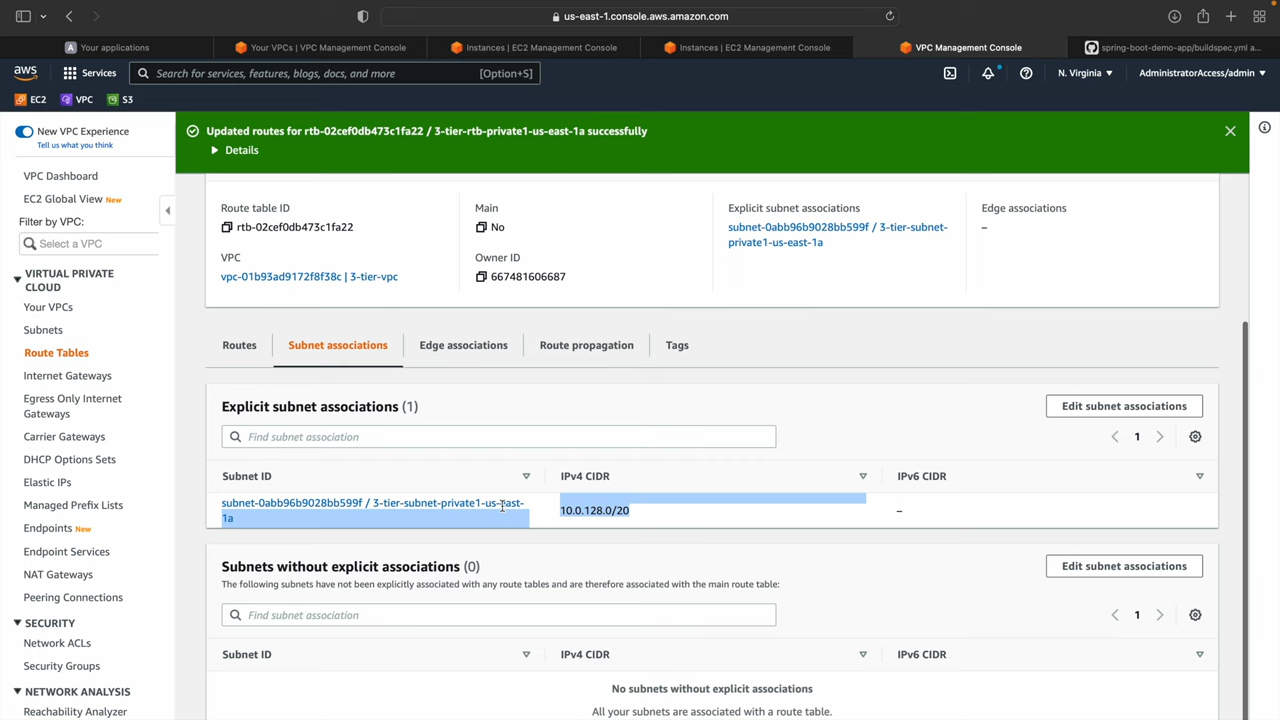 us-east-1.console.aws.amazon.com
Your applications
Your VPCs | VPC Management Console
Instances | EC2 Management Console
Instances | EC2 Management Console
VPC Management Console
spring-boot-demo-app/buildspec.yml a...
aws
Services
Search for services, features, blogs, docs, and more
[Option+S]
N. Virginia
AdministratorAccess/admin
EC2
VPC
S3
New VPC Experience
Tell us what you think
VPC Dashboard
EC2 Global View New
Filter by VPC:
Select a VPC
VIRTUAL PRIVATE
CLOUD
Your VPCs
Subnets
Route Tables
Internet Gateways
Egress Only Internet
Gateways
Carrier Gateways
DHCP Option Sets
Elastic IPs
Managed Prefix Lists
Endpoints New
Endpoint Services
NAT Gateways
Peering Connections
SECURITY
Network ACLs
Security Groups
NETWORK ANALYSIS
Reachability Analyzer
Updated routes for rtb-02cef0db473c1fa22 / 3-tier-rtb-private1-us-east-1a successfully
Details
Route table ID
rtb-02cef0db473c1fa22
Main
No
Explicit subnet associations
subnet-0abb96b9028bb599f / 3-tier-subnet-
private1-us-east-1a
Edge associations
–
VPC
vpc-01b93ad9172f8f38c | 3-tier-vpc
Owner ID
667481606687
Routes
Subnet associations
Edge associations
Route propagation
Tags
Explicit subnet associations (1)
Edit subnet associations
Find subnet association
1
Subnet ID
IPv4 CIDR
IPv6 CIDR
subnet-0abb96b9028bb599f / 3-tier-subnet-private1-us-east-
1a
10.0.128.0/20
–
Subnets without explicit associations (0)
The following subnets have not been explicitly associated with any route tables and are therefore associated with the main route table:
Edit subnet associations
Find subnet association
1
Subnet ID
IPv4 CIDR
IPv6 CIDR
No subnets without explicit associations
All your subnets are associated with a route table.